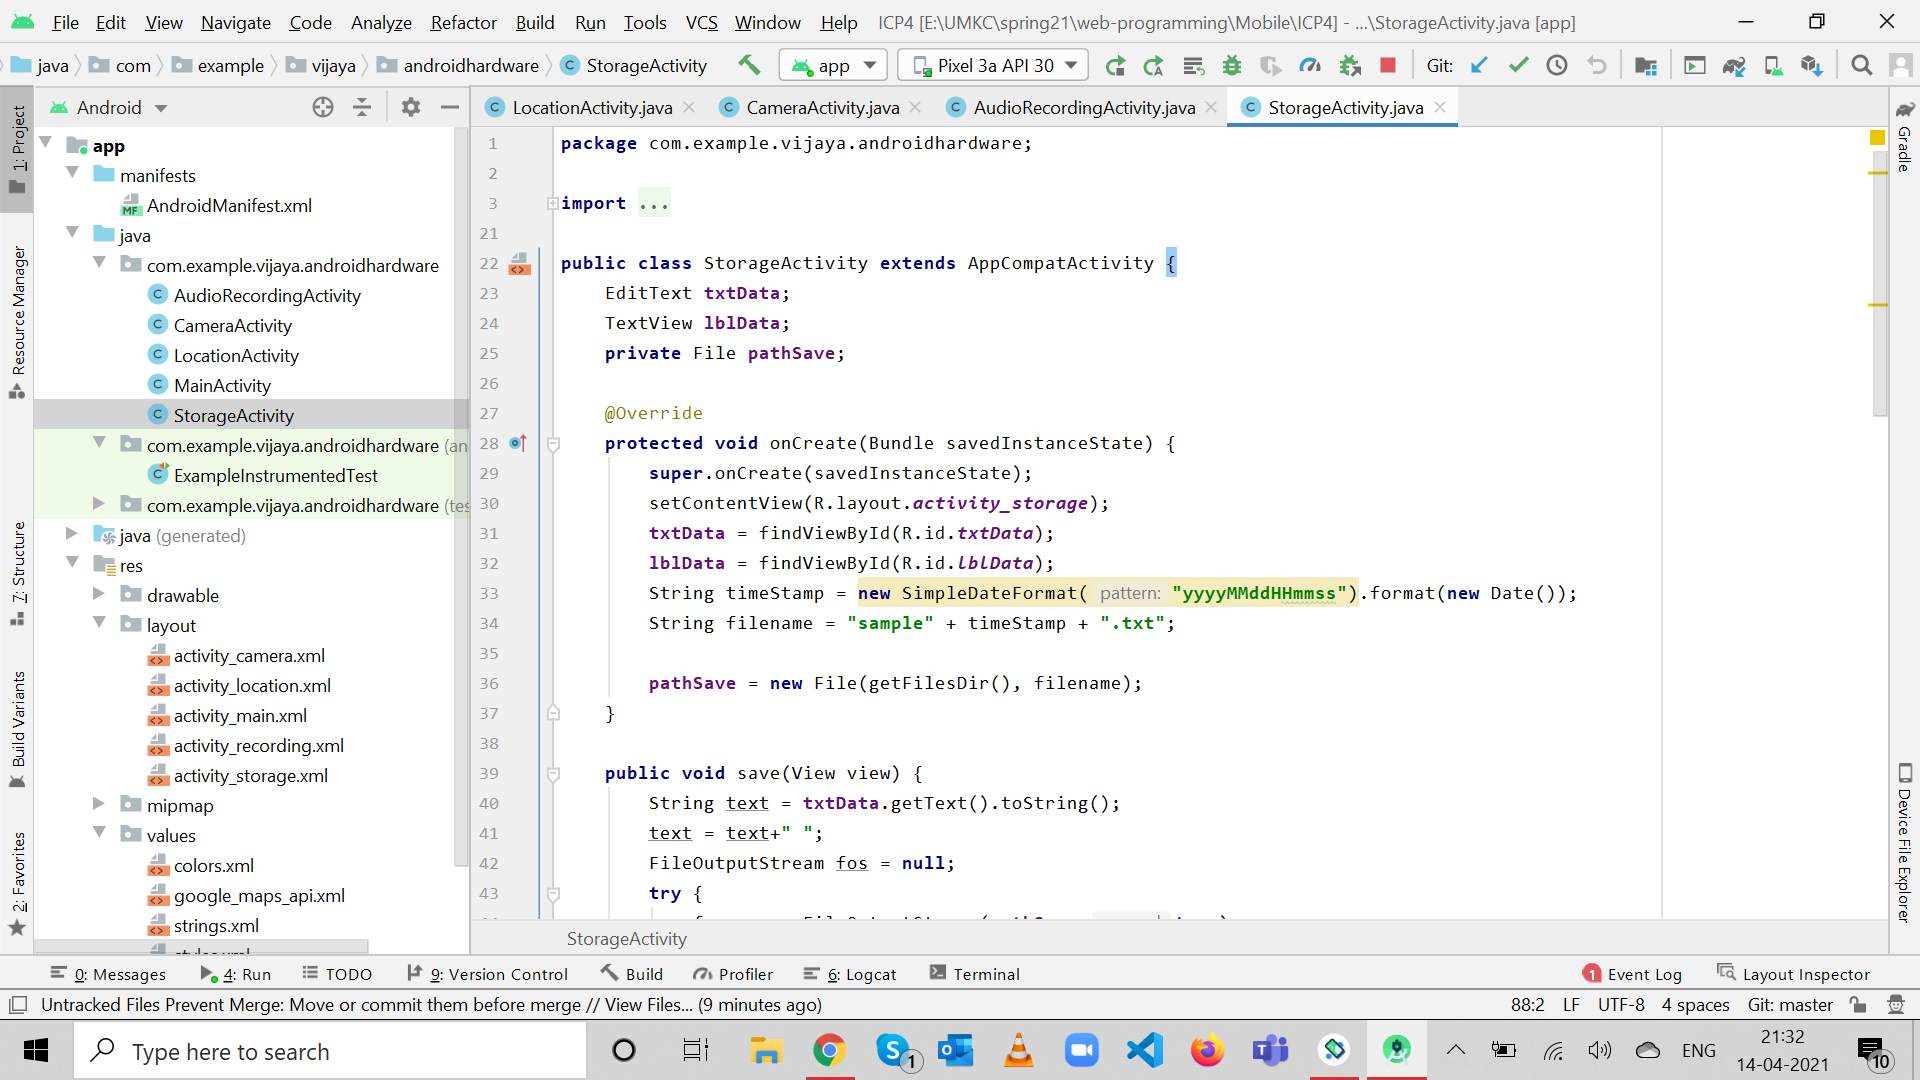 File Edit View Navigate Code Analyze Refactor Build Run Tools VCS Window Help ICP4 [E:\UMKC\spring21\web-programming\Mobile\ICP4] - ...\StorageActivity.java [app]
java com example vijaya androidhardware StorageActivity app Pixel 3a API 30 Git:
Android
LocationActivity.java CameraActivity.java AudioRecordingActivity.java StorageActivity.java
1: Project
Resource Manager
7: Structure
Build Variants
2: Favorites
app
manifests
AndroidManifest.xml
java
com.example.vijaya.androidhardware
AudioRecordingActivity
CameraActivity
LocationActivity
MainActivity
StorageActivity
com.example.vijaya.androidhardware (an
ExampleInstrumentedTest
com.example.vijaya.androidhardware (tes
java (generated)
res
drawable
layout
activity_camera.xml
activity_location.xml
activity_main.xml
activity_recording.xml
activity_storage.xml
mipmap
values
colors.xml
google_maps_api.xml
strings.xml
1 package com.example.vijaya.androidhardware;
2
3 import ...
21
22 public class StorageActivity extends AppCompatActivity {
23 EditText txtData;
24 TextView lblData;
25 private File pathSave;
26
27 @Override
28 protected void onCreate(Bundle savedInstanceState) {
29 super.onCreate(savedInstanceState);
30 setContentView(R.layout.activity_storage);
31 txtData = findViewById(R.id.txtData);
32 lblData = findViewById(R.id.lblData);
33 String timeStamp = new SimpleDateFormat( pattern: "yyyyMMddHHmmss").format(new Date());
34 String filename = "sample" + timeStamp + ".txt";
35
36 pathSave = new File(getFilesDir(), filename);
37 }
38
39 public void save(View view) {
40 String text = txtData.getText().toString();
41 text = text+" ";
42 FileOutputStream fos = null;
43 try {
StorageActivity
Gradle
Device File Explorer
0: Messages 4: Run TODO 9: Version Control Build Profiler 6: Logcat Terminal 1 Event Log Layout Inspector
Untracked Files Prevent Merge: Move or commit them before merge // View Files... (9 minutes ago) 88:2 LF UTF-8 4 spaces Git: master
Type here to search
1
ENG
21:32
14-04-2021
10